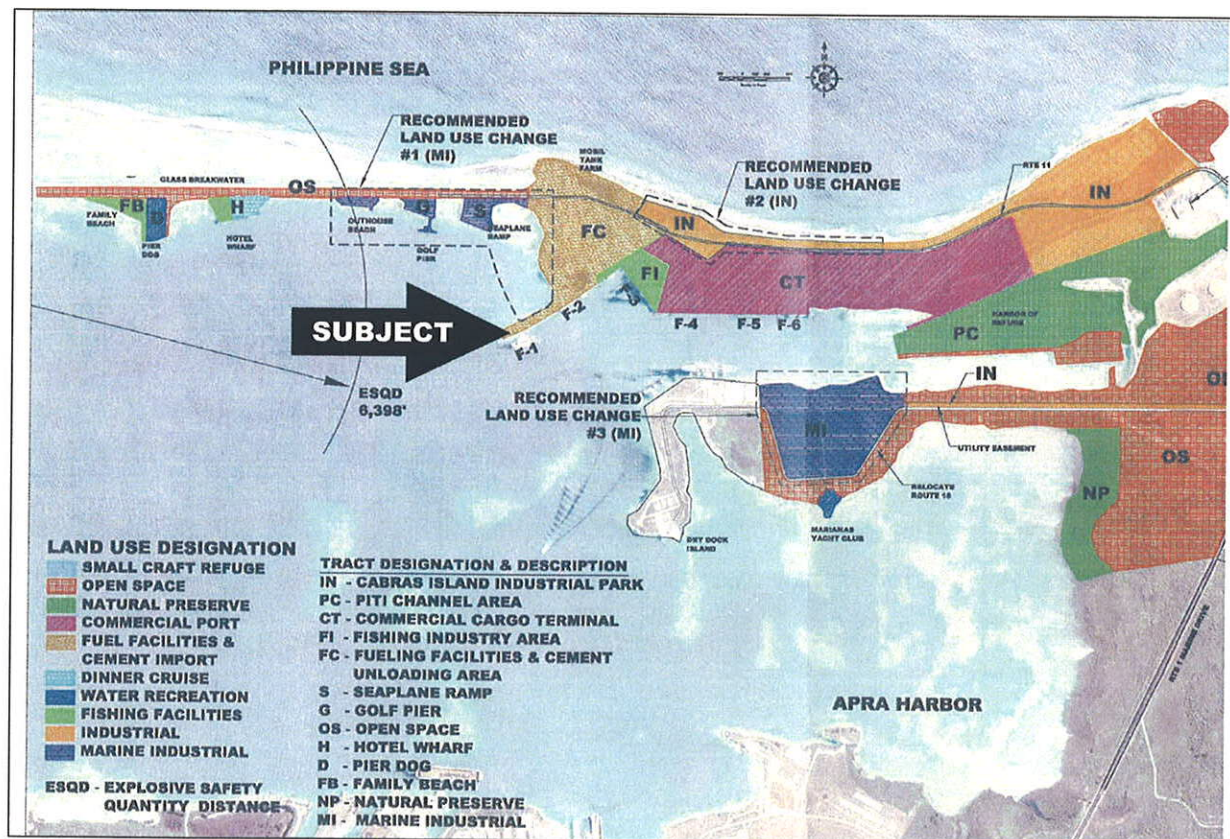 PHILIPPINE SEA
RECOMMENDED
LAND USE CHANGE
#1 (MI)
MOBIL
TANK
FARM
RECOMMENDED
LAND USE CHANGE
#2 (IN)
RTE 11
GLASS BREAKWATER
OS
IN
FAMILY
BEACH
FB
D
PIER
DOG
H
HOTEL
WHARF
OUTHOUSE
BEACH
G
GOLF
PIER
S
SEAPLANE
RAMP
FC
IN
FI
CT
F-1
F-2
F-4
F-5
F-6
SUBJECT
HARBOR OF
REFUGE
PC
ESQD
6,398'
RECOMMENDED
LAND USE CHANGE
#3 (MI)
IN
MI
UTILITY EASEMENT
OS
RELOCATE
ROUTE 18
NP
MARIANAS
YACHT CLUB
DRY DOCK
ISLAND
RTE 1 MARINE DRIVE
APRA HARBOR
LAND USE DESIGNATION
SMALL CRAFT REFUGE
OPEN SPACE
NATURAL PRESERVE
COMMERCIAL PORT
FUEL FACILITIES &
CEMENT IMPORT
DINNER CRUISE
WATER RECREATION
FISHING FACILITIES
INDUSTRIAL
MARINE INDUSTRIAL
ESQD - EXPLOSIVE SAFETY
QUANTITY DISTANCE
TRACT DESIGNATION & DESCRIPTION
IN - CABRAS ISLAND INDUSTRIAL PARK
PC - PITI CHANNEL AREA
CT - COMMERCIAL CARGO TERMINAL
FI - FISHING INDUSTRY AREA
FC - FUELING FACILITIES & CEMENT
UNLOADING AREA
S - SEAPLANE RAMP
G - GOLF PIER
OS - OPEN SPACE
H - HOTEL WHARF
D - PIER DOG
FB - FAMILY BEACH
NP - NATURAL PRESERVE
MI - MARINE INDUSTRIAL